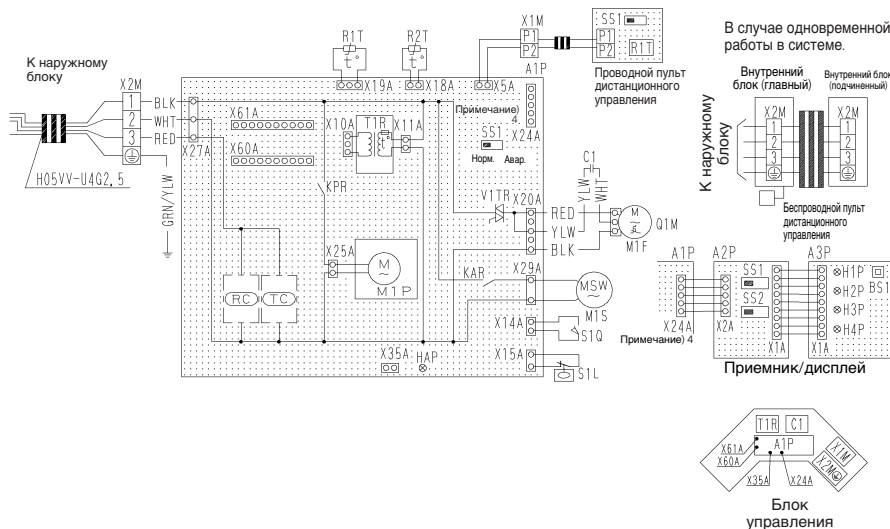 К наружному
блоку
X2M
1
2
3
BLK
WHT
RED
X27A
H05VV-U4G2,5
GRN/YLW
R1T
t°
X19A
R2T
t°
X18A
X1M
P1
P2
X5A
A1P
SS1
P1
P2
R1T
Проводной пульт
дистанционного
управления
X61A
X60A
X10A
T1R
t°
X11A
Примечание)
4
X24A
SS1
Норм.
Авар.
KPR
X25A
M
~
M1P
RC
TC
V1TR
X20A
RED
YLW
BLK
C1
YLW
WHT
M
~
Q1M
M1F
KAR
X29A
MSW
~
M1S
X14A
S1Q
X15A
S1L
X35A
HAP
В случае одновременной
работы в системе.
Внутренний
блок (главный)
Внутренний блок
(подчиненный)
К наружному
блоку
X2M
1
2
3
X2M
1
2
3
Беспроводной пульт
дистанционного
управления
A1P
X24A
Примечание) 4
A2P
SS1
SS2
X2A
X1A
A3P
H1P
H2P
H3P
H4P
BS1
X1A
Приемник/дисплей
T1R
C1
A1P
X61A
X60A
X35A
X24A
X1M
X2M
Блок
управления